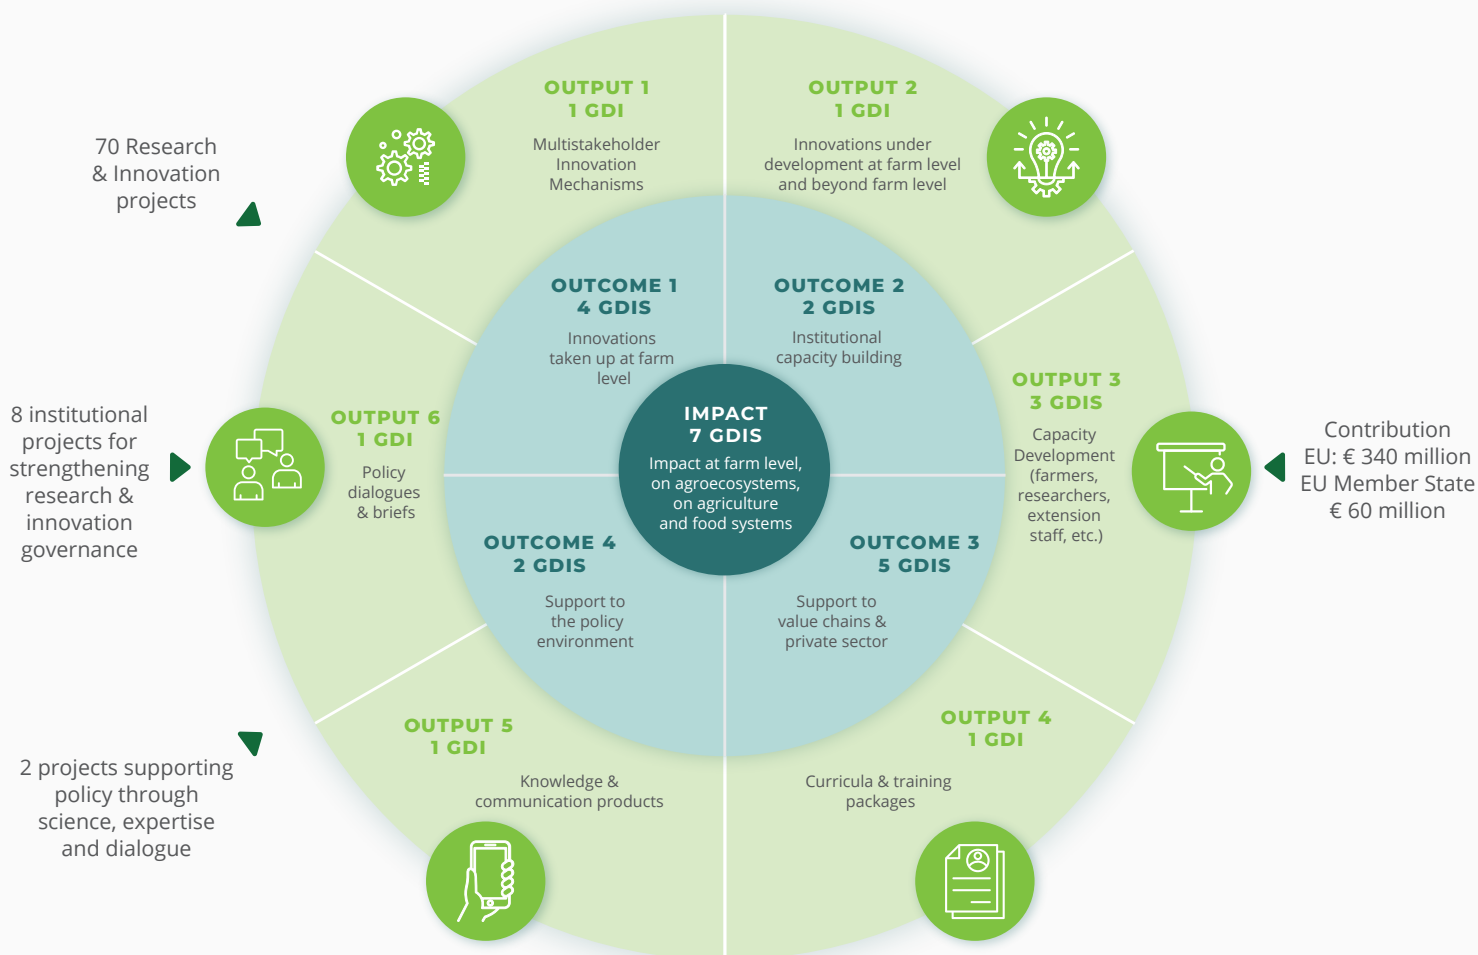 70 Research
& Innovation
projects
8 institutional
projects for
strengthening
research &
innovation
governance
2 projects supporting
policy through
science, expertise
and dialogue
OUTPUT 1
1 GDI
Multistakeholder
Innovation
Mechanisms
OUTPUT 2
1 GDI
Innovations under
development at farm level
and beyond farm level
OUTPUT 3
3 GDIS
Capacity
Development
(farmers,
researchers,
extension
staff, etc.)
OUTPUT 4
1 GDI
Curricula & training
packages
OUTPUT 5
1 GDI
Knowledge &
communication products
OUTPUT 6
1 GDI
Policy
dialogues
& briefs
OUTCOME 1
4 GDIS
Innovations
taken up at farm
level
OUTCOME 2
2 GDIS
Institutional
capacity building
OUTCOME 3
5 GDIS
Support to
value chains &
private sector
OUTCOME 4
2 GDIS
Support to
the policy
environment
IMPACT
7 GDIS
Impact at farm level,
on agroecosystems,
on agriculture
and food systems
Contribution
EU: € 340 million
EU Member State
€ 60 million